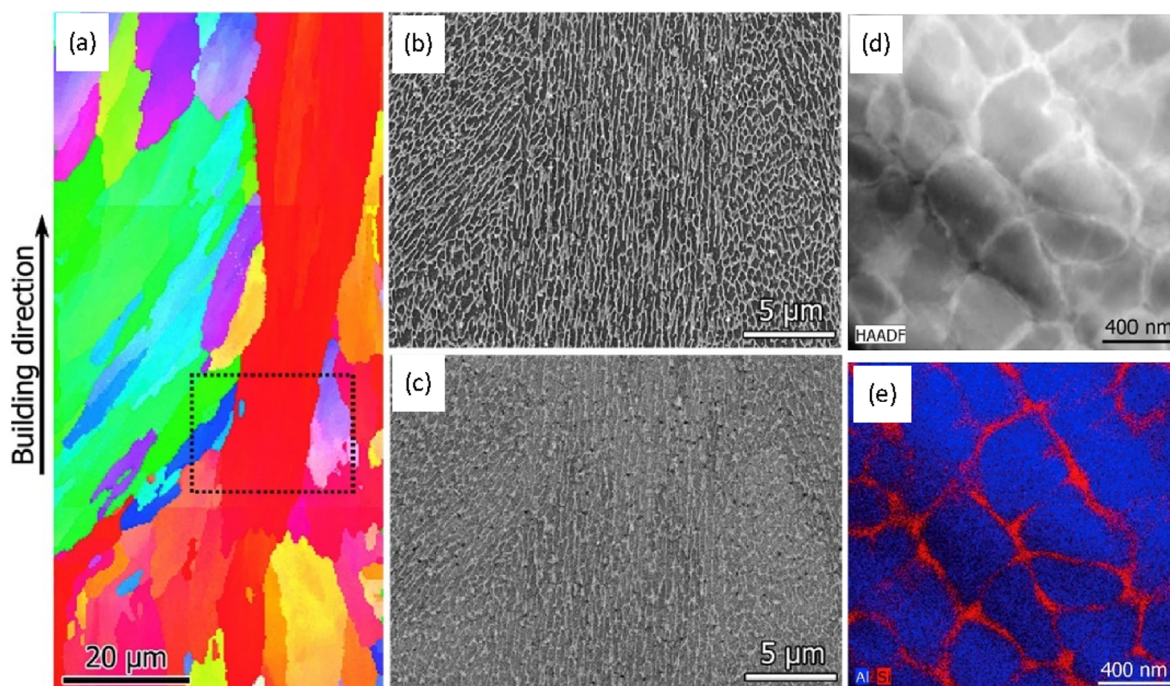 (a)
Building direction
20 μm
(b)
5 μm
(c)
5 μm
(d)
HAADF
400 nm
(e)
Al Si
400 nm